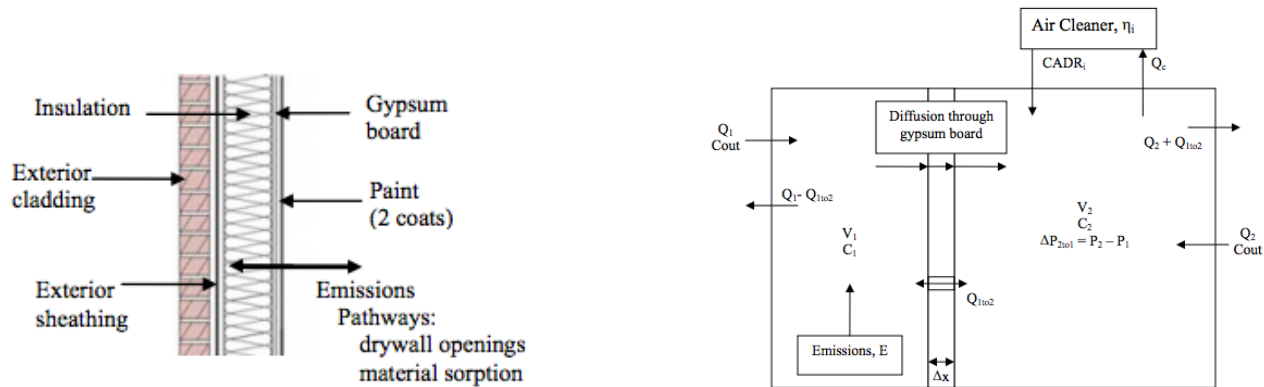 Insulation
Exterior
cladding
Exterior
sheathing
Gypsum
board
Paint
(2 coats)
Emissions
Pathways:
drywall openings
material sorption
Air Cleaner, ηi
CADRi
Qc
Diffusion through
gypsum board
Q1
Cout
Q1- Q1to2
V1
C1
Emissions, E
Δx
Q1to2
V2
C2
ΔP2to1 = P2 – P1
Q2 + Q1to2
Q2
Cout